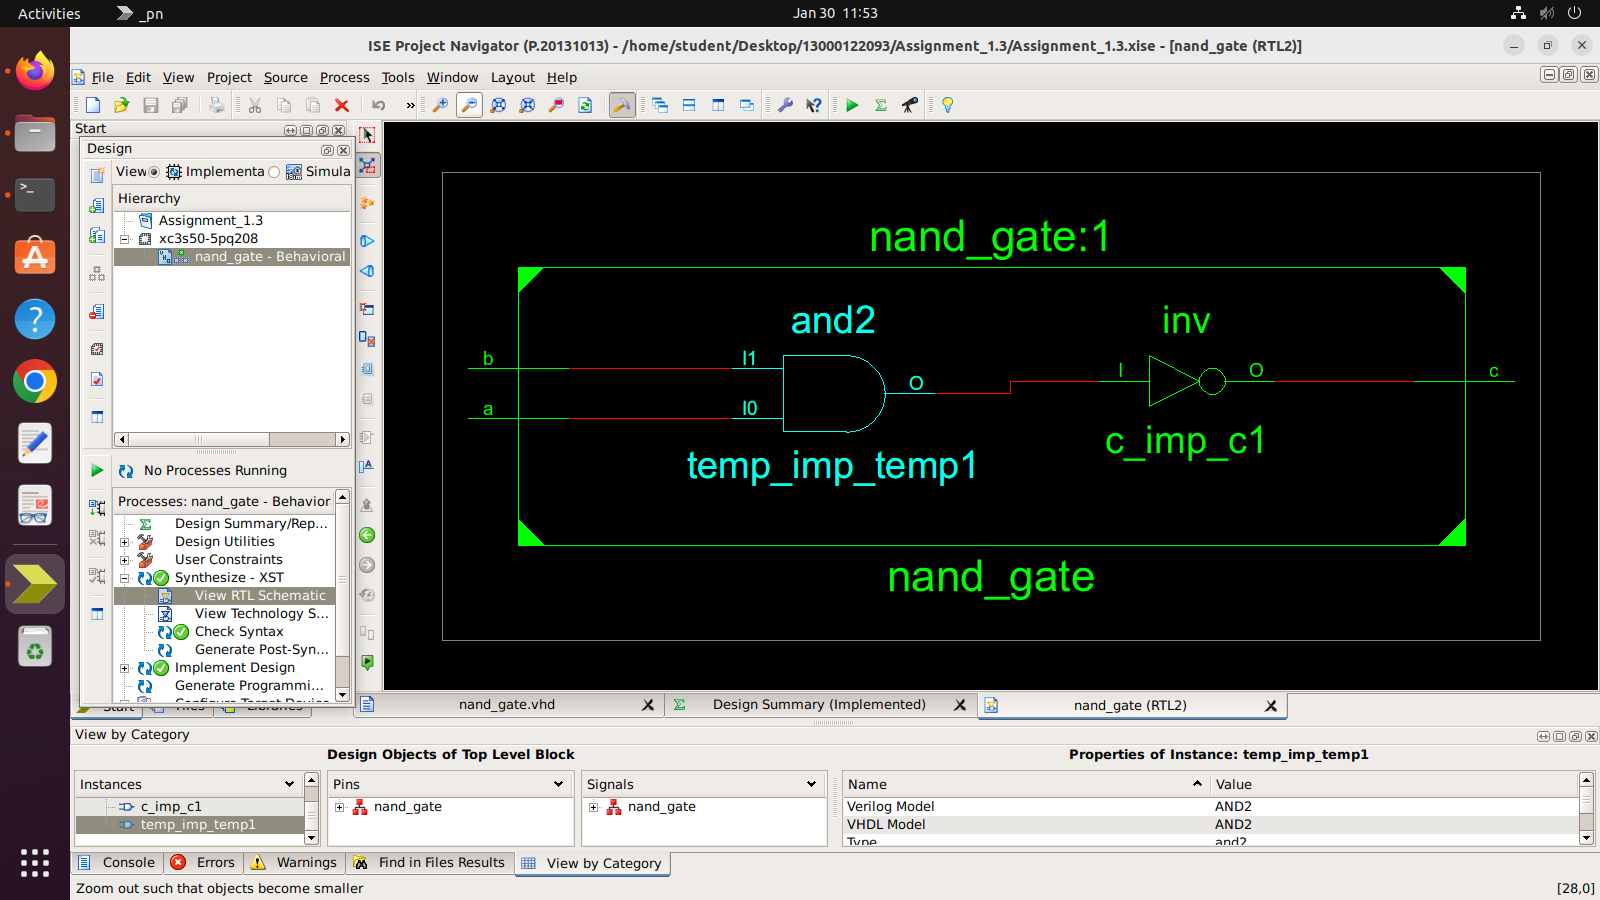 Activities
_pn
Jan 30 11:53
ISE Project Navigator (P.20131013) - /home/student/Desktop/13000122093/Assignment_1.3/Assignment_1.3.xise - [nand_gate (RTL2)]
File Edit View Project Source Process Tools Window Layout Help
»
Start
Design
View Implementa Simula
Hierarchy
Assignment_1.3
xc3s50-5pq208
nand_gate - Behavioral
No Processes Running
Processes: nand_gate - Behavior
Design Summary/Rep...
Design Utilities
User Constraints
Synthesize - XST
View RTL Schematic
View Technology S...
Check Syntax
Generate Post-Syn...
Implement Design
Generate Programmi...
Configure Target Device
Start Files Libraries
nand_gate:1
and2
inv
b
I1
a
I0
O
I
O
c
temp_imp_temp1
c_imp_c1
nand_gate
nand_gate.vhd
Design Summary (Implemented)
nand_gate (RTL2)
View by Category
Design Objects of Top Level Block
Properties of Instance: temp_imp_temp1
Instances
c_imp_c1
temp_imp_temp1
Pins
nand_gate
Signals
nand_gate
Name Value
Verilog Model AND2
VHDL Model AND2
Type and2
Console Errors Warnings Find in Files Results View by Category
Zoom out such that objects become smaller
[28,0]